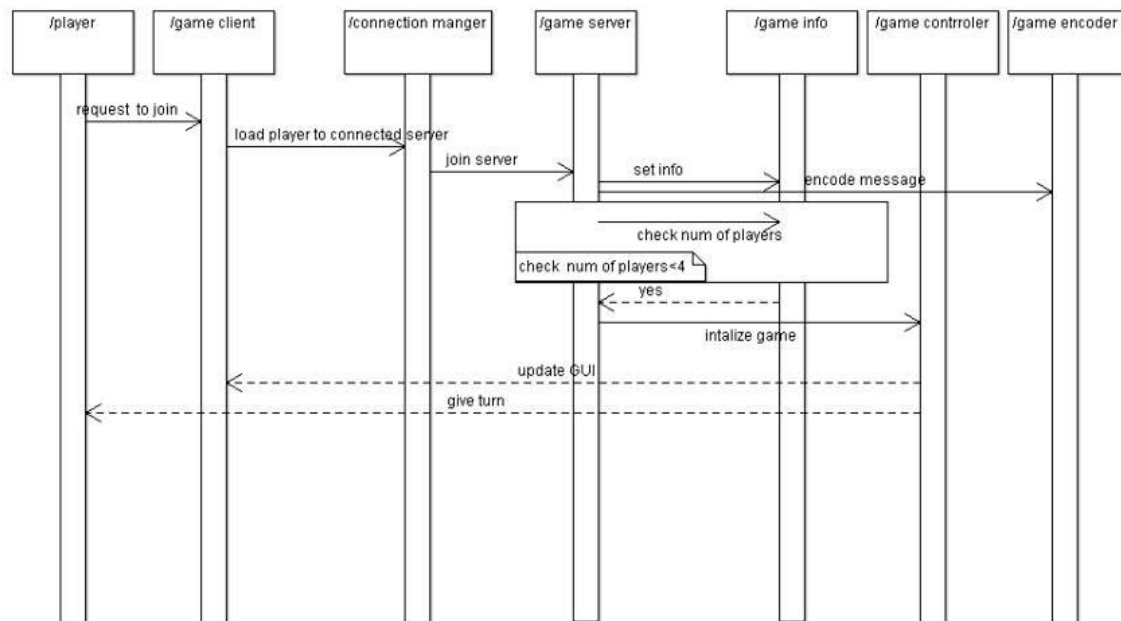 /player
/game client
/connection manger
/game server
/game info
/game contrroler
/game encoder
request to join
load player to connected server
join server
set info
encode message
check num of players
check num of players<4
yes
intalize game
update GUI
give turn